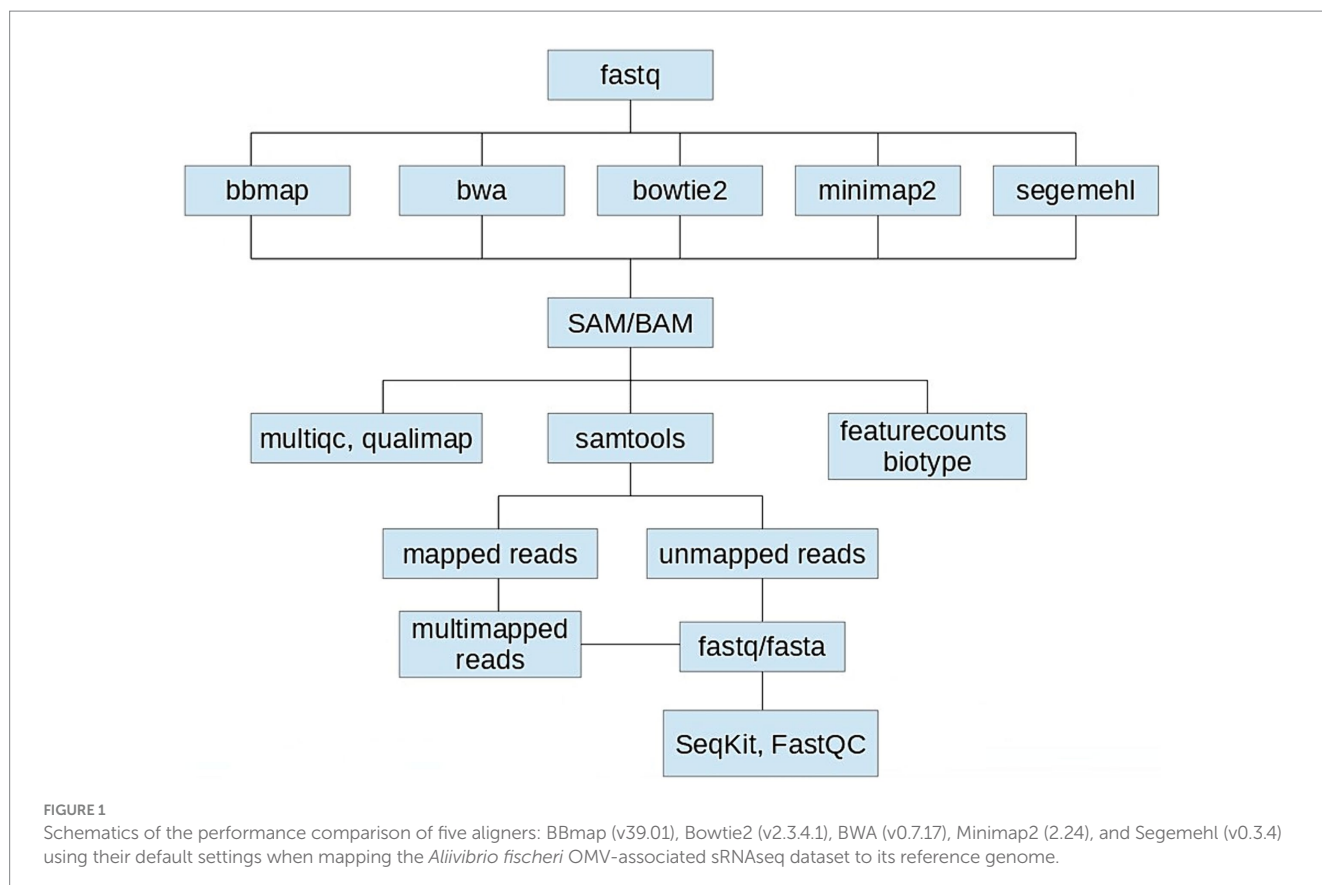 fastq
bbmap
bwa
bowtie2
minimap2
segemehl
SAM/BAM
multiqc, qualimap
samtools
featurecounts
biotype
mapped reads
unmapped reads
multimapped
reads
fastq/fasta
SeqKit, FastQC
FIGURE 1
Schematics of the performance comparison of five aligners: BBmap (v39.01), Bowtie2 (v2.3.4.1), BWA (v0.7.17), Minimap2 (2.24), and Segemehl (v0.3.4)
using their default settings when mapping the Aliivibrio fischeri OMV-associated sRNAseq dataset to its reference genome.